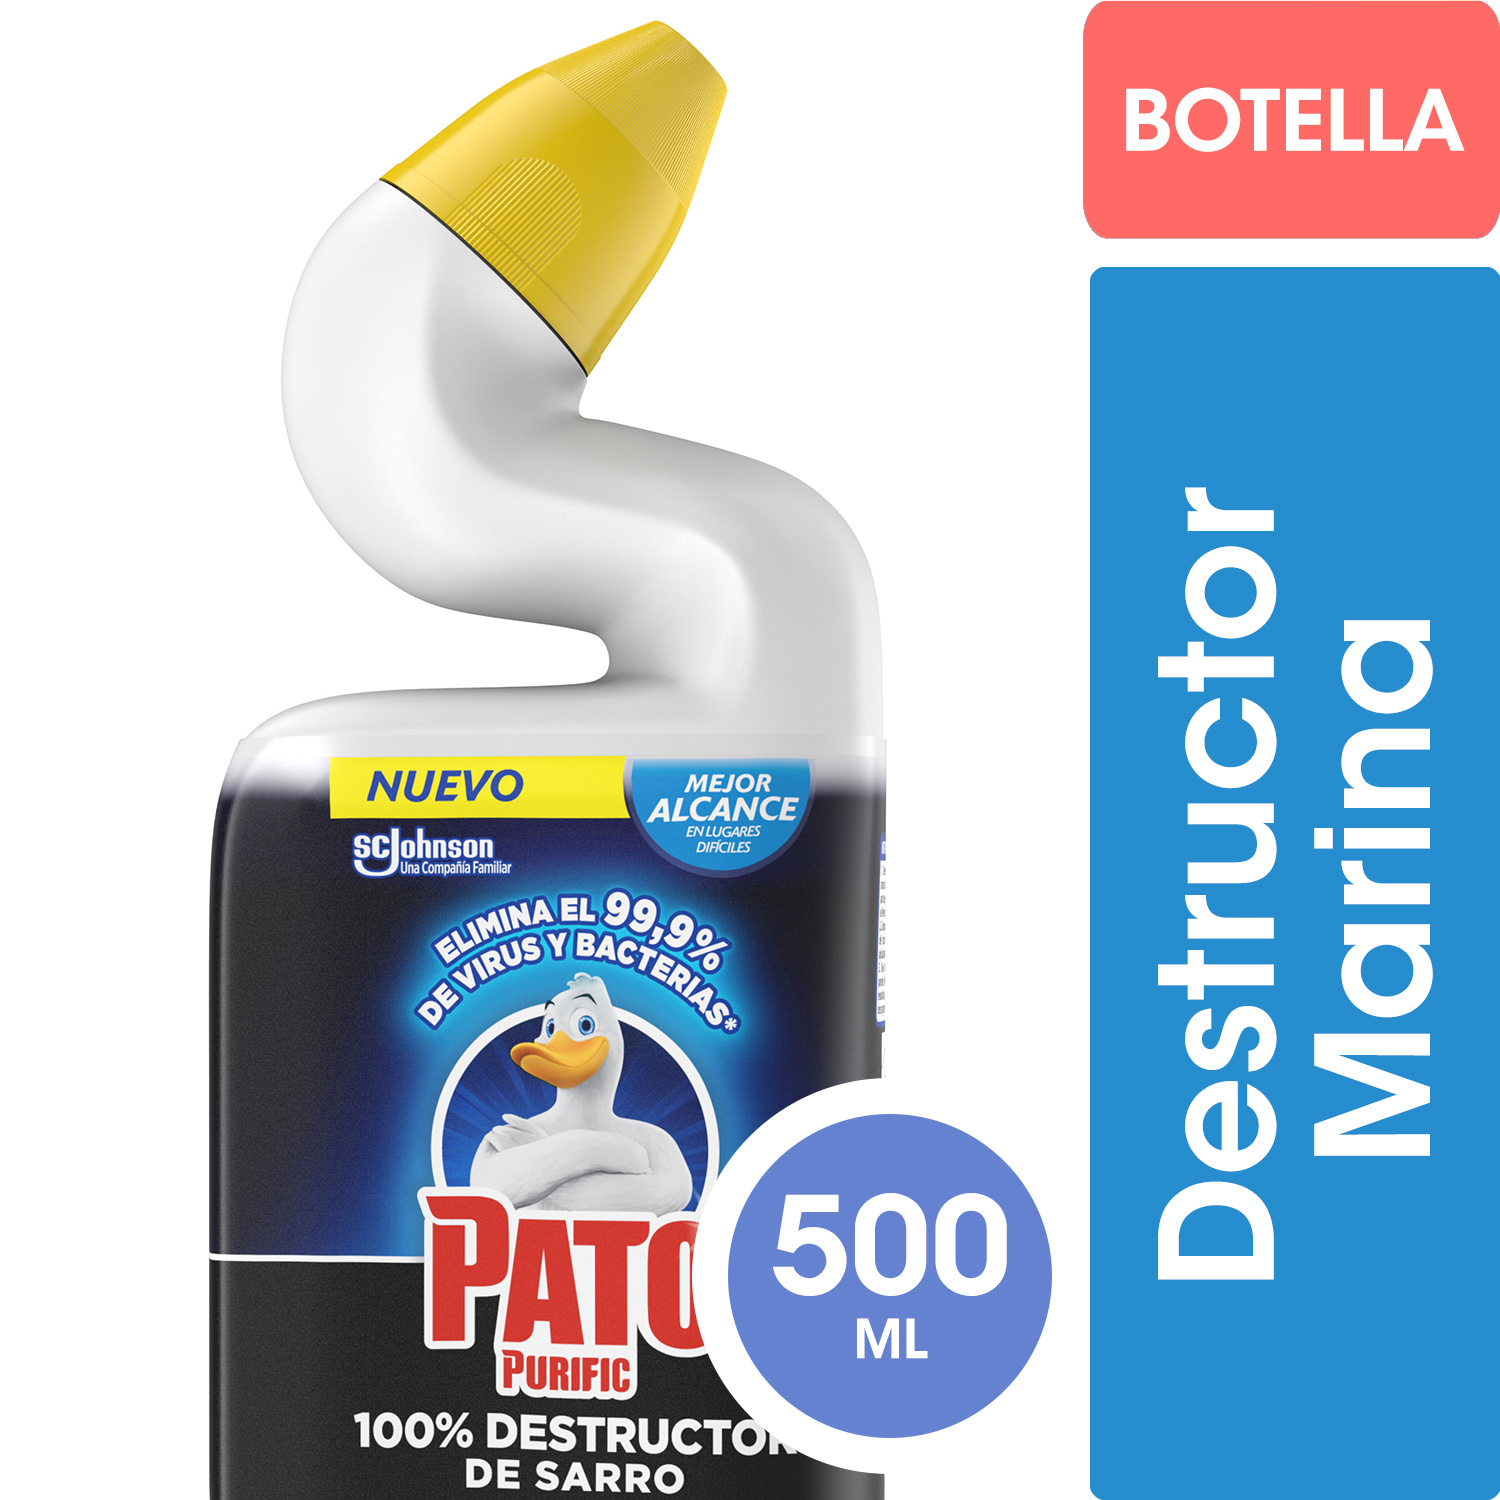 BOTELLA
Destructor
Marina
NUEVO
MEJOR
ALCANCE
EN LUGARES
DIFÍCILES
SCJohnson
Una Compañía Familiar
ELIMINA EL 99,9%
DE VIRUS Y BACTERIAS*
PATO
PURIFIC
100% DESTRUCTOR
DE SARRO
500
ML